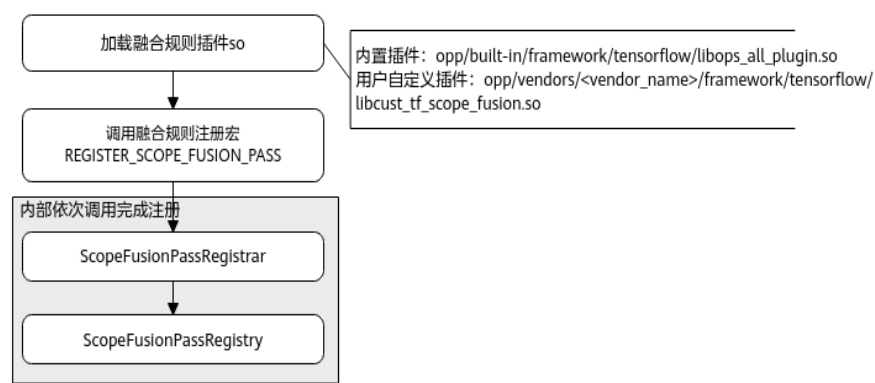 加载融合规则插件so
内置插件：opp/built-in/framework/tensorflow/libops_all_plugin.so
用户自定义插件：opp/vendors/<vendor_name>/framework/tensorflow/
libcust_tf_scope_fusion.so
调用融合规则注册宏
REGISTER_SCOPE_FUSION_PASS
内部依次调用完成注册
ScopeFusionPassRegistrar
ScopeFusionPassRegistry